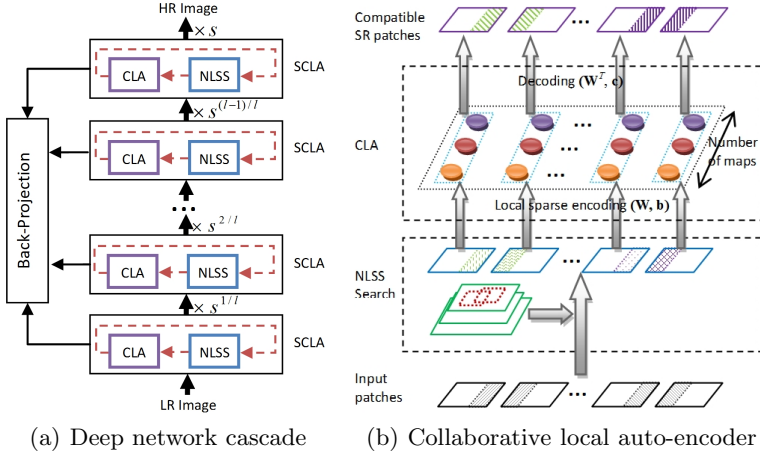 HR Image
× s
CLA NLSS SCLA
× s^(l−1)/l
CLA NLSS SCLA
...
× s^2/l
CLA NLSS SCLA
× s^1/l
CLA NLSS SCLA
LR Image
Back-Projection
(a) Deep network cascade
Compatible
SR patches
...
Decoding (W^T, c)
CLA
...
...
...
Number
of maps
Local sparse encoding (W, b)
...
NLSS
Search
Input
patches
...
(b) Collaborative local auto-encoder